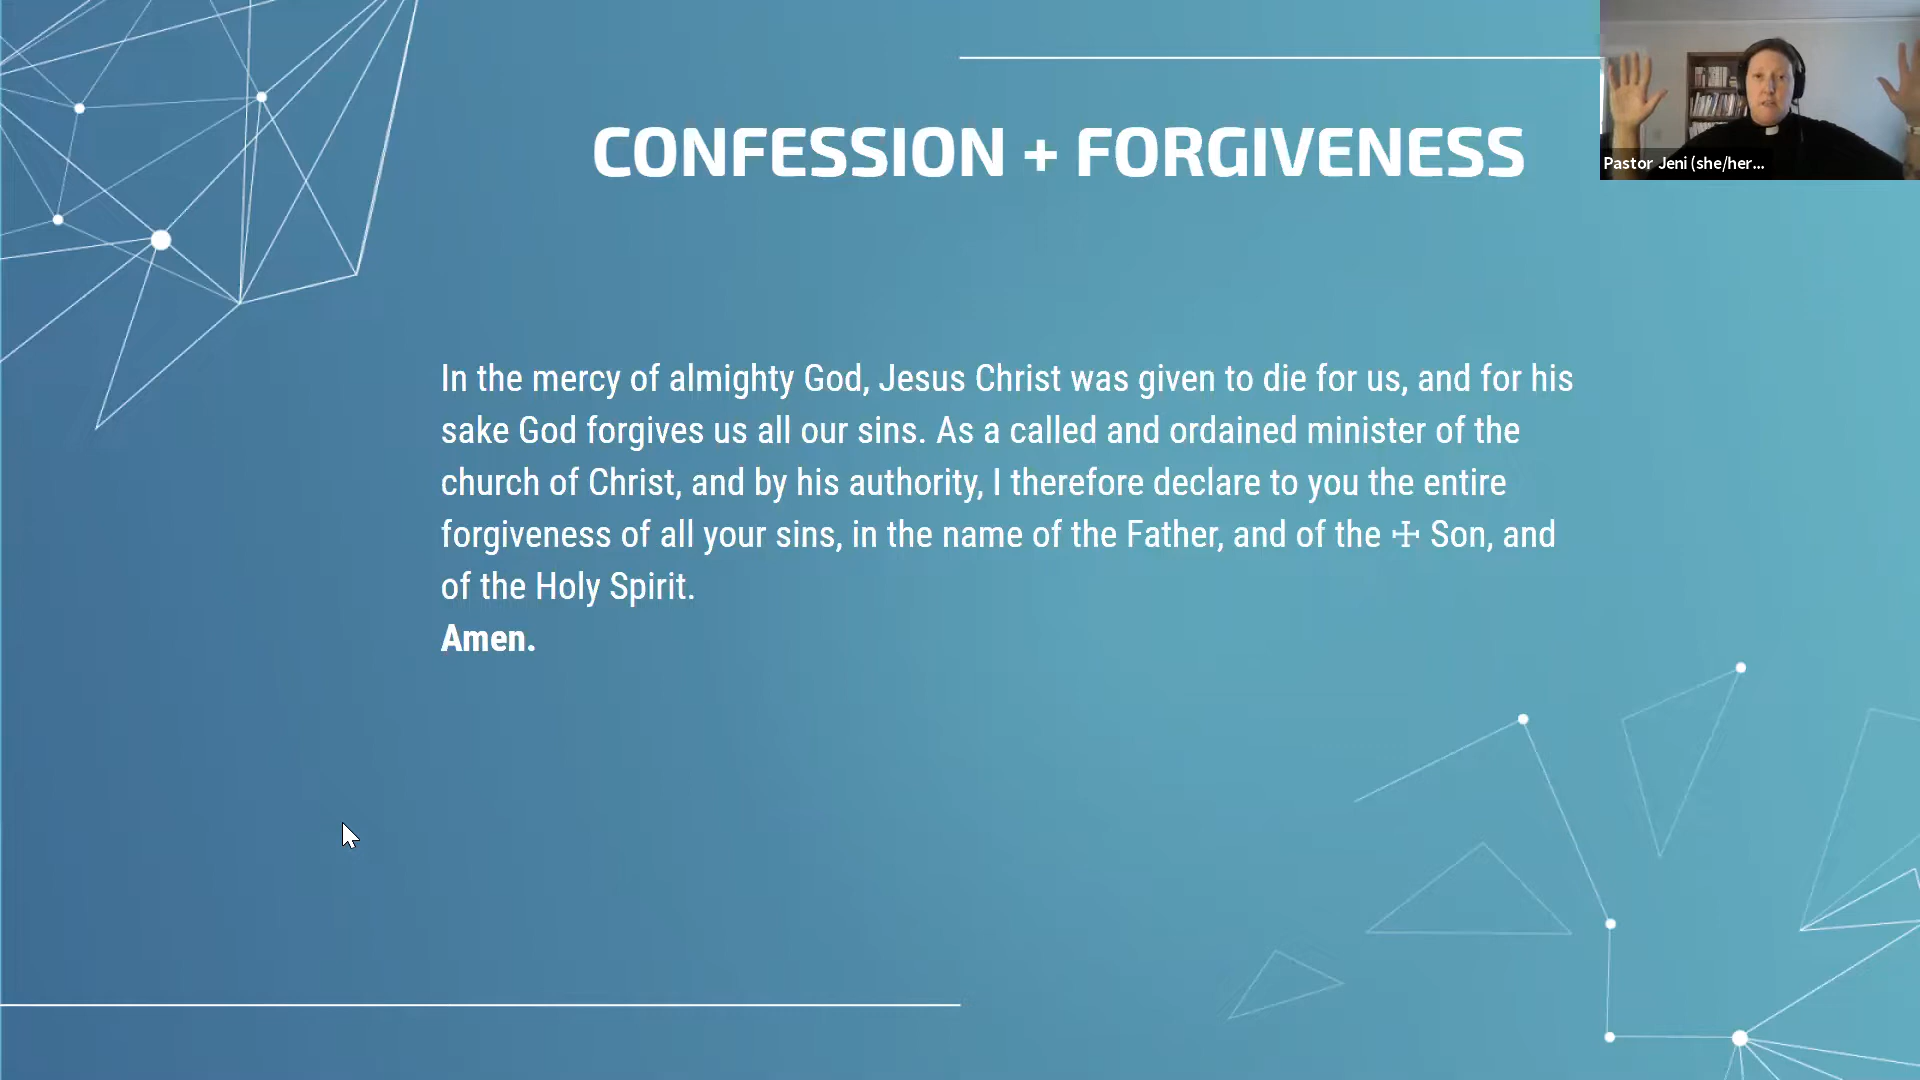 CONFESSION + FORGIVENESS
Pastor Jeni (she/her...
In the mercy of almighty God, Jesus Christ was given to die for us, and for his
sake God forgives us all our sins. As a called and ordained minister of the
church of Christ, and by his authority, I therefore declare to you the entire
forgiveness of all your sins, in the name of the Father, and of the ☩ Son, and
of the Holy Spirit.
Amen.